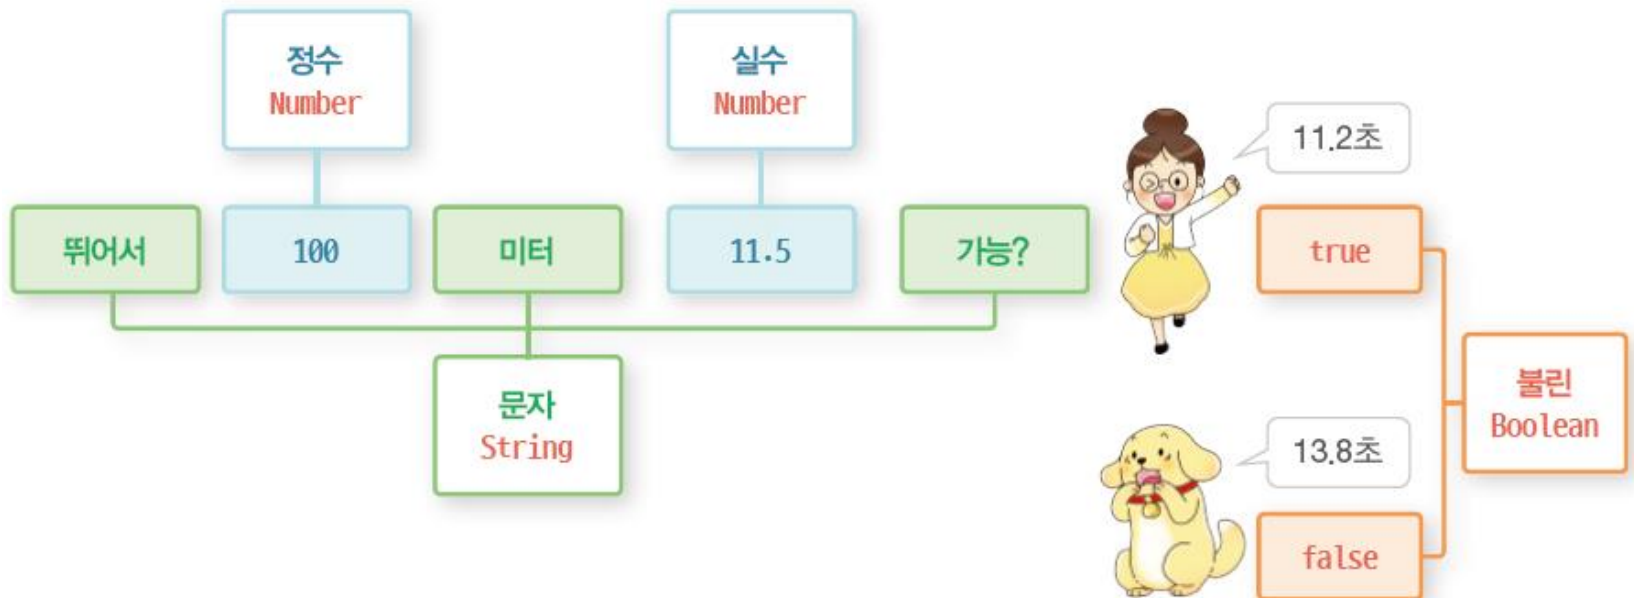 정수
Number
실수
Number
11.2초
뛰어서
100
미터
11.5
가능?
true
문자
String
불린
Boolean
13.8초
false